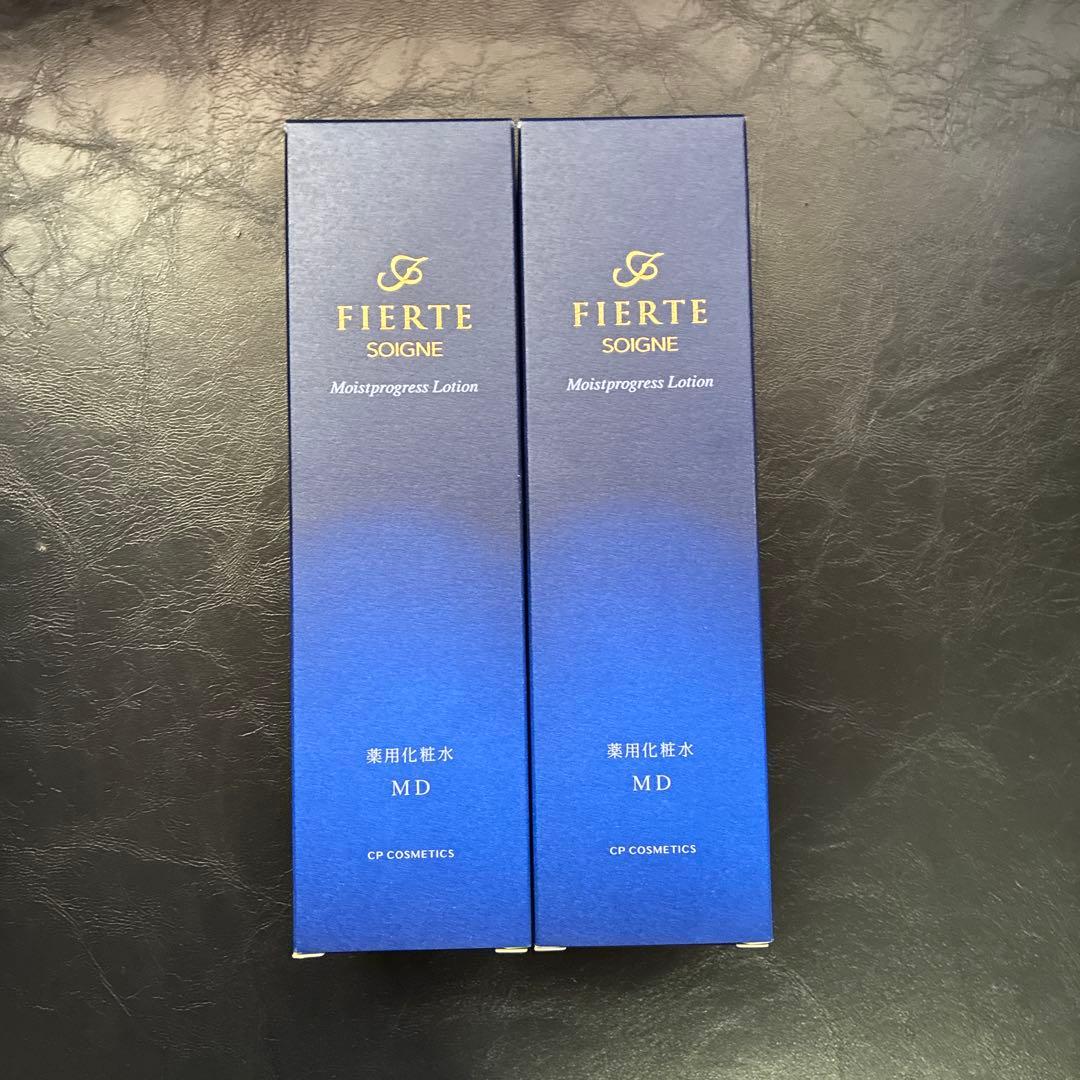 FIERTE
SOIGNE
Moistprogress Lotion
薬用化粧水
MD
CP COSMETICS
FIERTE
SOIGNE
Moistprogress Lotion
薬用化粧水
MD
CP COSMETICS